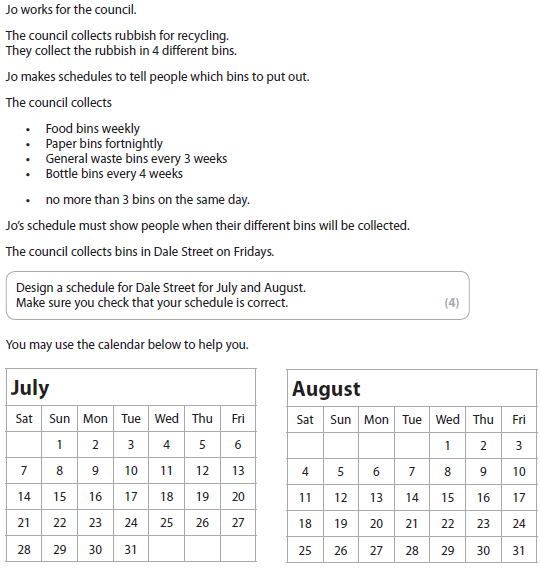 Jo works for the council.
The council collects rubbish for recycling.
They collect the rubbish in 4 different bins.
Jo makes schedules to tell people which bins to put out.
The council collects
• Food bins weekly
• Paper bins fortnightly
• General waste bins every 3 weeks
• Bottle bins every 4 weeks
• no more than 3 bins on the same day.
Jo's schedule must show people when their different bins will be collected.
The council collects bins in Dale Street on Fridays.
Design a schedule for Dale Street for July and August.
Make sure you check that your schedule is correct. (4)
You may use the calendar below to help you.
July
Sat Sun Mon Tue Wed Thu Fri
1 2 3 4 5 6
7 8 9 10 11 12 13
14 15 16 17 18 19 20
21 22 23 24 25 26 27
28 29 30 31
August
Sat Sun Mon Tue Wed Thu Fri
1 2 3
4 5 6 7 8 9 10
11 12 13 14 15 16 17
18 19 20 21 22 23 24
25 26 27 28 29 30 31